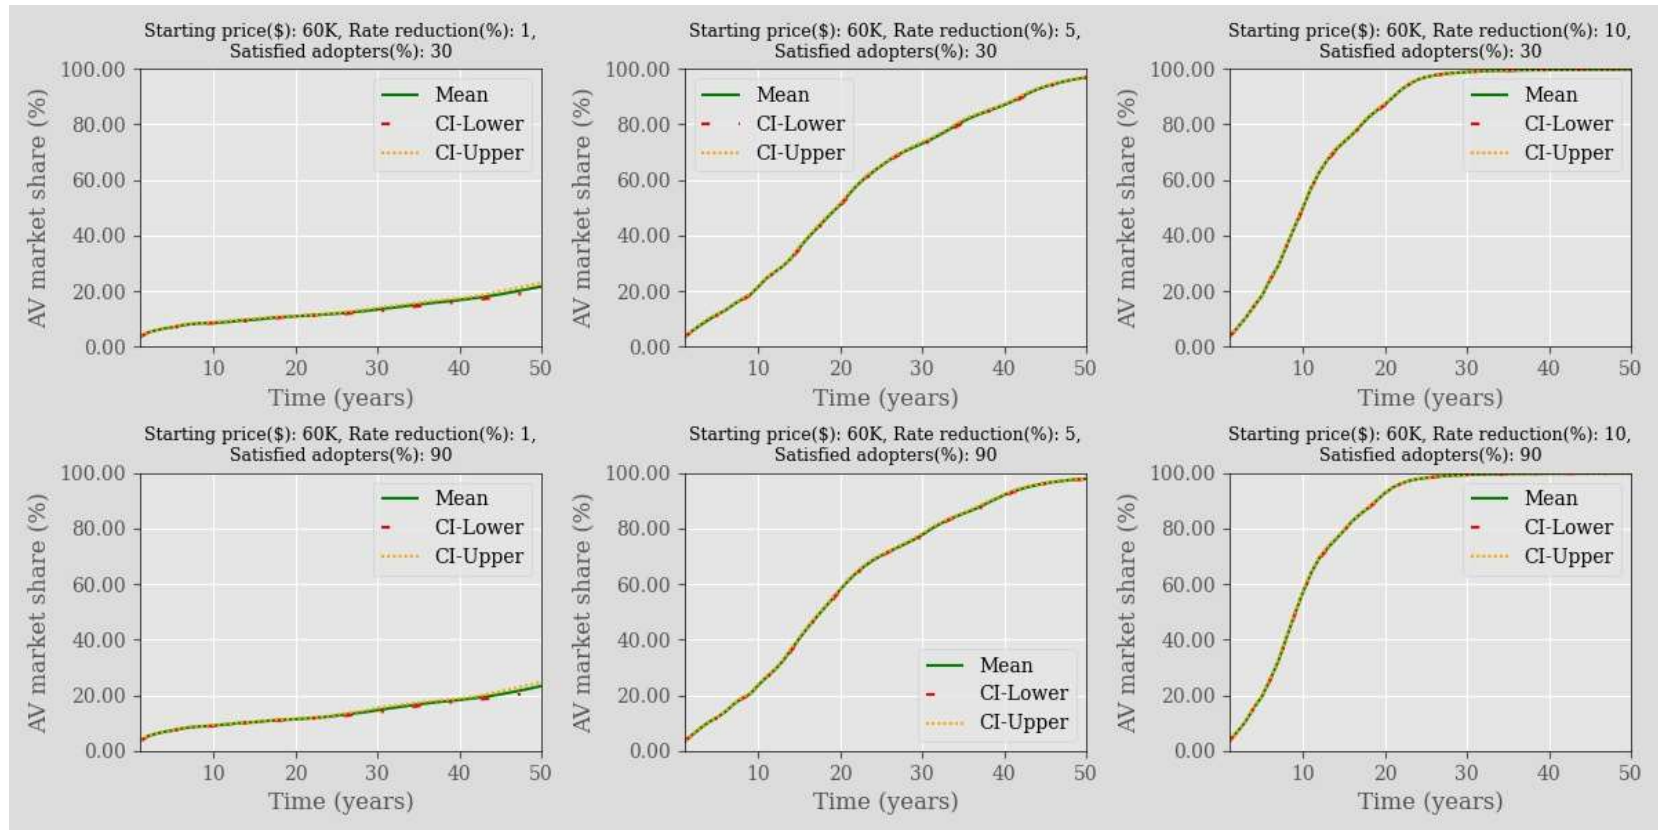 Starting price($): 60K, Rate reduction(%): 1,
Satisfied adopters(%): 30
100.00
80.00
60.00
40.00
20.00
0.00
AV market share (%)
Mean
CI-Lower
CI-Upper
10 20 30 40 50
Time (years)
Starting price($): 60K, Rate reduction(%): 5,
Satisfied adopters(%): 30
100.00
80.00
60.00
40.00
20.00
0.00
AV market share (%)
Mean
CI-Lower
CI-Upper
10 20 30 40 50
Time (years)
Starting price($): 60K, Rate reduction(%): 10,
Satisfied adopters(%): 30
100.00
80.00
60.00
40.00
20.00
0.00
AV market share (%)
Mean
CI-Lower
CI-Upper
10 20 30 40 50
Time (years)
Starting price($): 60K, Rate reduction(%): 1,
Satisfied adopters(%): 90
100.00
80.00
60.00
40.00
20.00
0.00
AV market share (%)
Mean
CI-Lower
CI-Upper
10 20 30 40 50
Time (years)
Starting price($): 60K, Rate reduction(%): 5,
Satisfied adopters(%): 90
100.00
80.00
60.00
40.00
20.00
0.00
AV market share (%)
Mean
CI-Lower
CI-Upper
10 20 30 40 50
Time (years)
Starting price($): 60K, Rate reduction(%): 10,
Satisfied adopters(%): 90
100.00
80.00
60.00
40.00
20.00
0.00
AV market share (%)
Mean
CI-Lower
CI-Upper
10 20 30 40 50
Time (years)